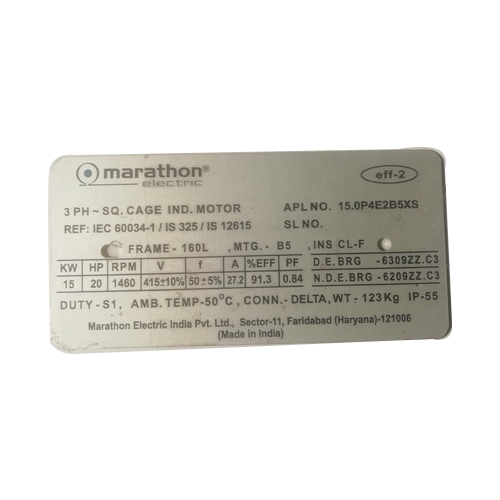 marathon®
electric
eff-2
3 PH ~ SQ. CAGE IND. MOTOR APL NO. 15.0P4E2B5XS
REF: IEC 60034-1 / IS 325 / IS 12615 SL NO.
FRAME - 160L , MTG. - B5 , INS CL-F
KW HP RPM V f A %EFF PF D.E. BRG - 6309ZZ.C3
15 20 1460 415±10% 50±5% 27.2 91.3 0.84 N.D.E. BRG - 6209ZZ.C3
DUTY - S1, AMB. TEMP-50°C, CONN.- DELTA, WT - 123 Kg IP-55
Marathon Electric India Pvt. Ltd., Sector-11, Faridabad (Haryana)-121006
(Made in India)